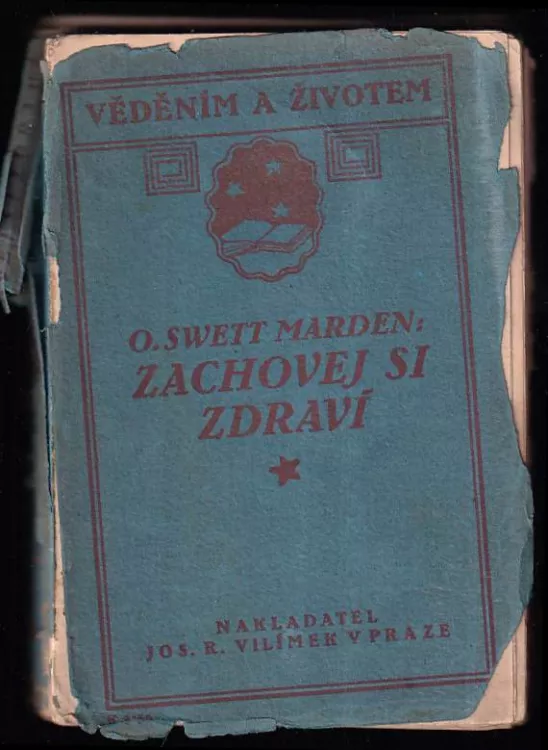 VĚDĚNÍM A ŽIVOTEM
O. SWETT MARDEN:
ZACHOVEJ SI
ZDRAVÍ
NAKLADATEL
JOS. R. VILÍMEK V PRAZE